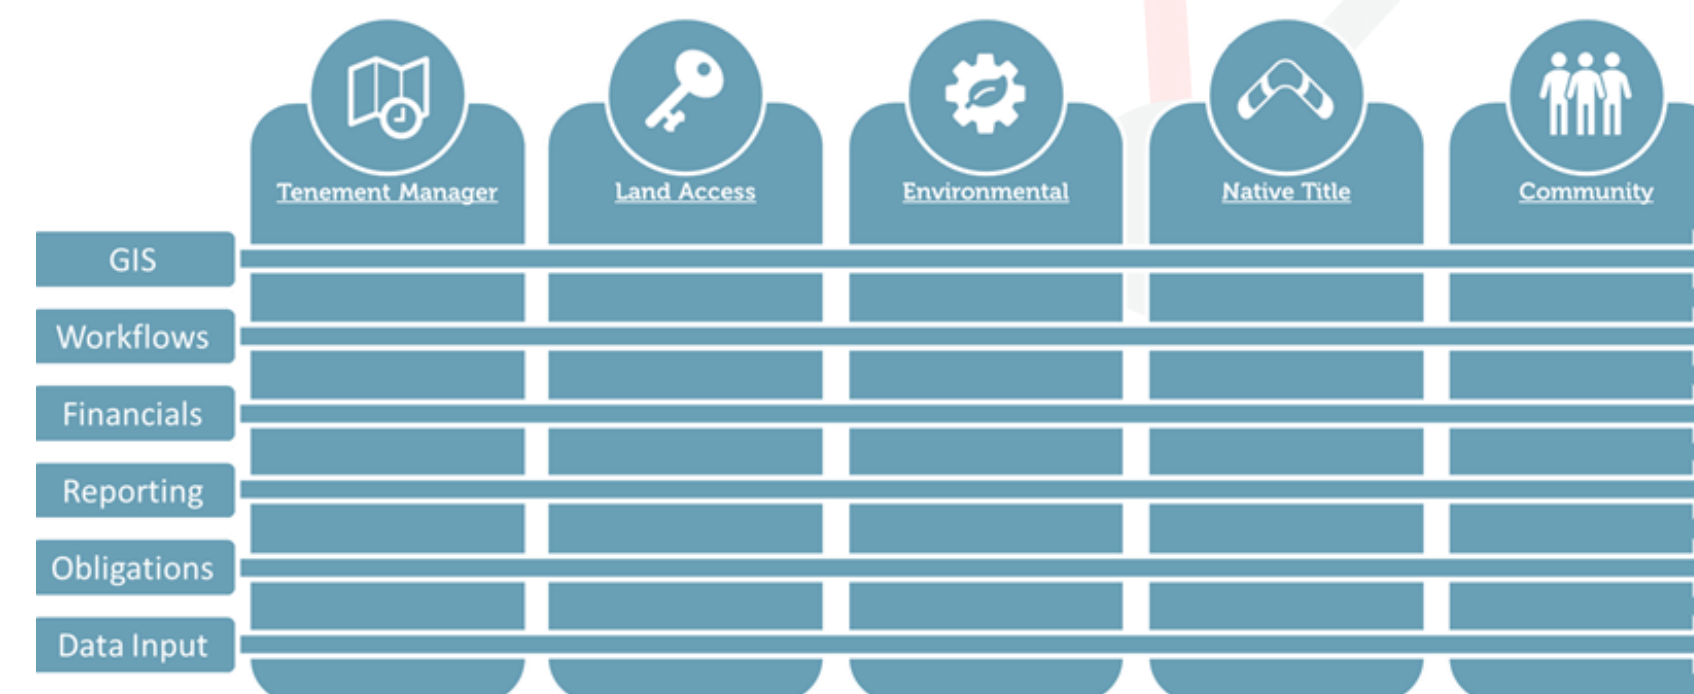 Tenement Manager
Land Access
Environmental
Native Title
Community
GIS
Workflows
Financials
Reporting
Obligations
Data Input